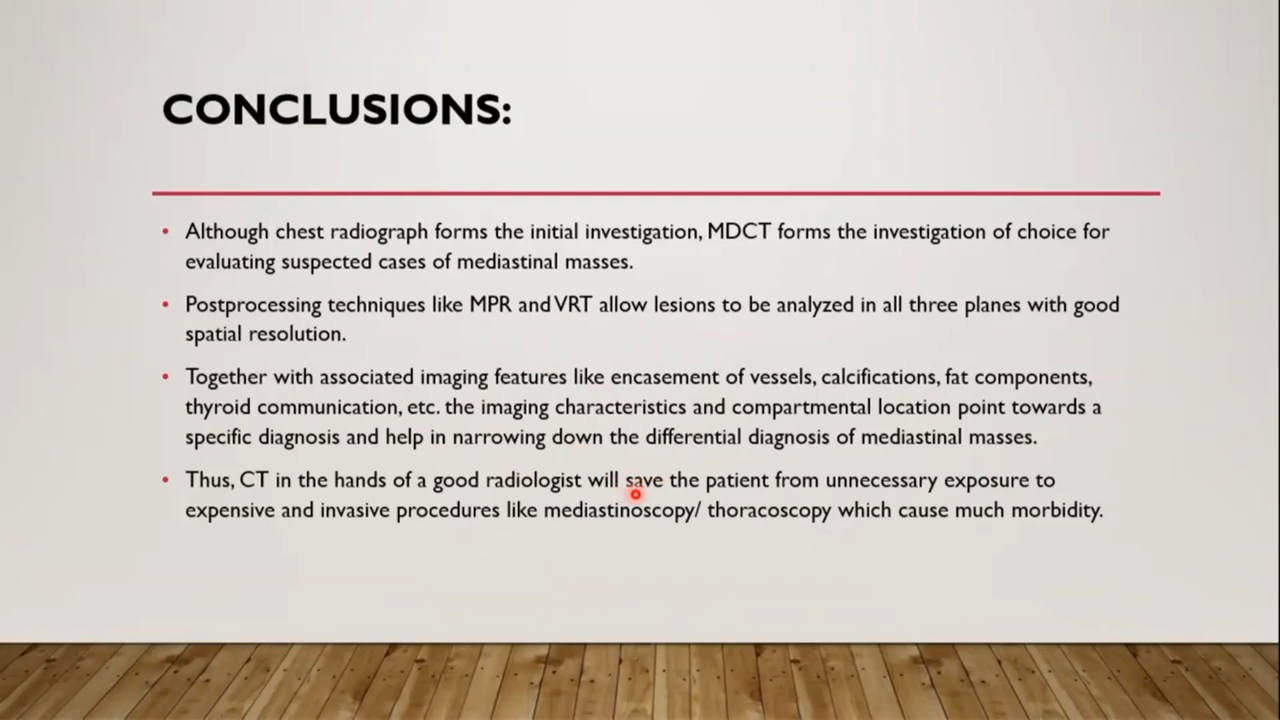 CONCLUSIONS:
• Although chest radiograph forms the initial investigation, MDCT forms the investigation of choice for
evaluating suspected cases of mediastinal masses.
• Postprocessing techniques like MPR and VRT allow lesions to be analyzed in all three planes with good
spatial resolution.
• Together with associated imaging features like encasement of vessels, calcifications, fat components,
thyroid communication, etc. the imaging characteristics and compartmental location point towards a
specific diagnosis and help in narrowing down the differential diagnosis of mediastinal masses.
• Thus, CT in the hands of a good radiologist will save the patient from unnecessary exposure to
expensive and invasive procedures like mediastinoscopy/ thoracoscopy which cause much morbidity.